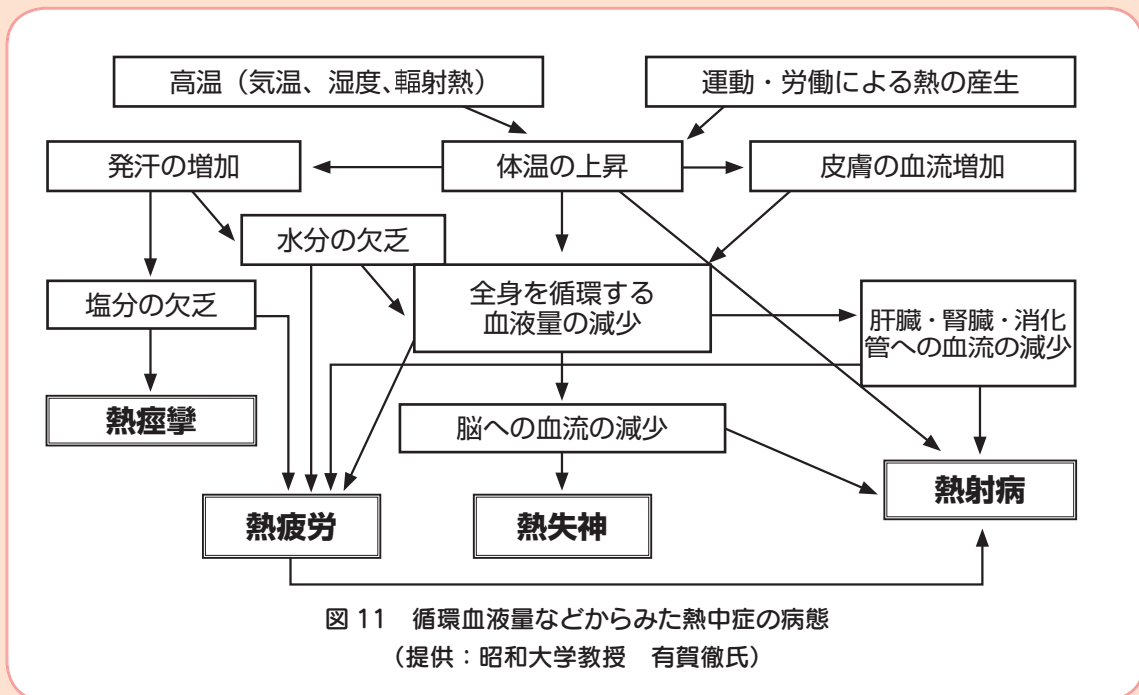 高温（気温、湿度、輻射熱）
運動・労働による熱の産生
発汗の増加
体温の上昇
皮膚の血流増加
水分の欠乏
塩分の欠乏
全身を循環する
血液量の減少
肝臓・腎臓・消化
管への血流の減少
熱痙攣
脳への血流の減少
熱射病
熱疲労
熱失神
図 11　循環血液量などからみた熱中症の病態
（提供：昭和大学教授　有賀徹氏）